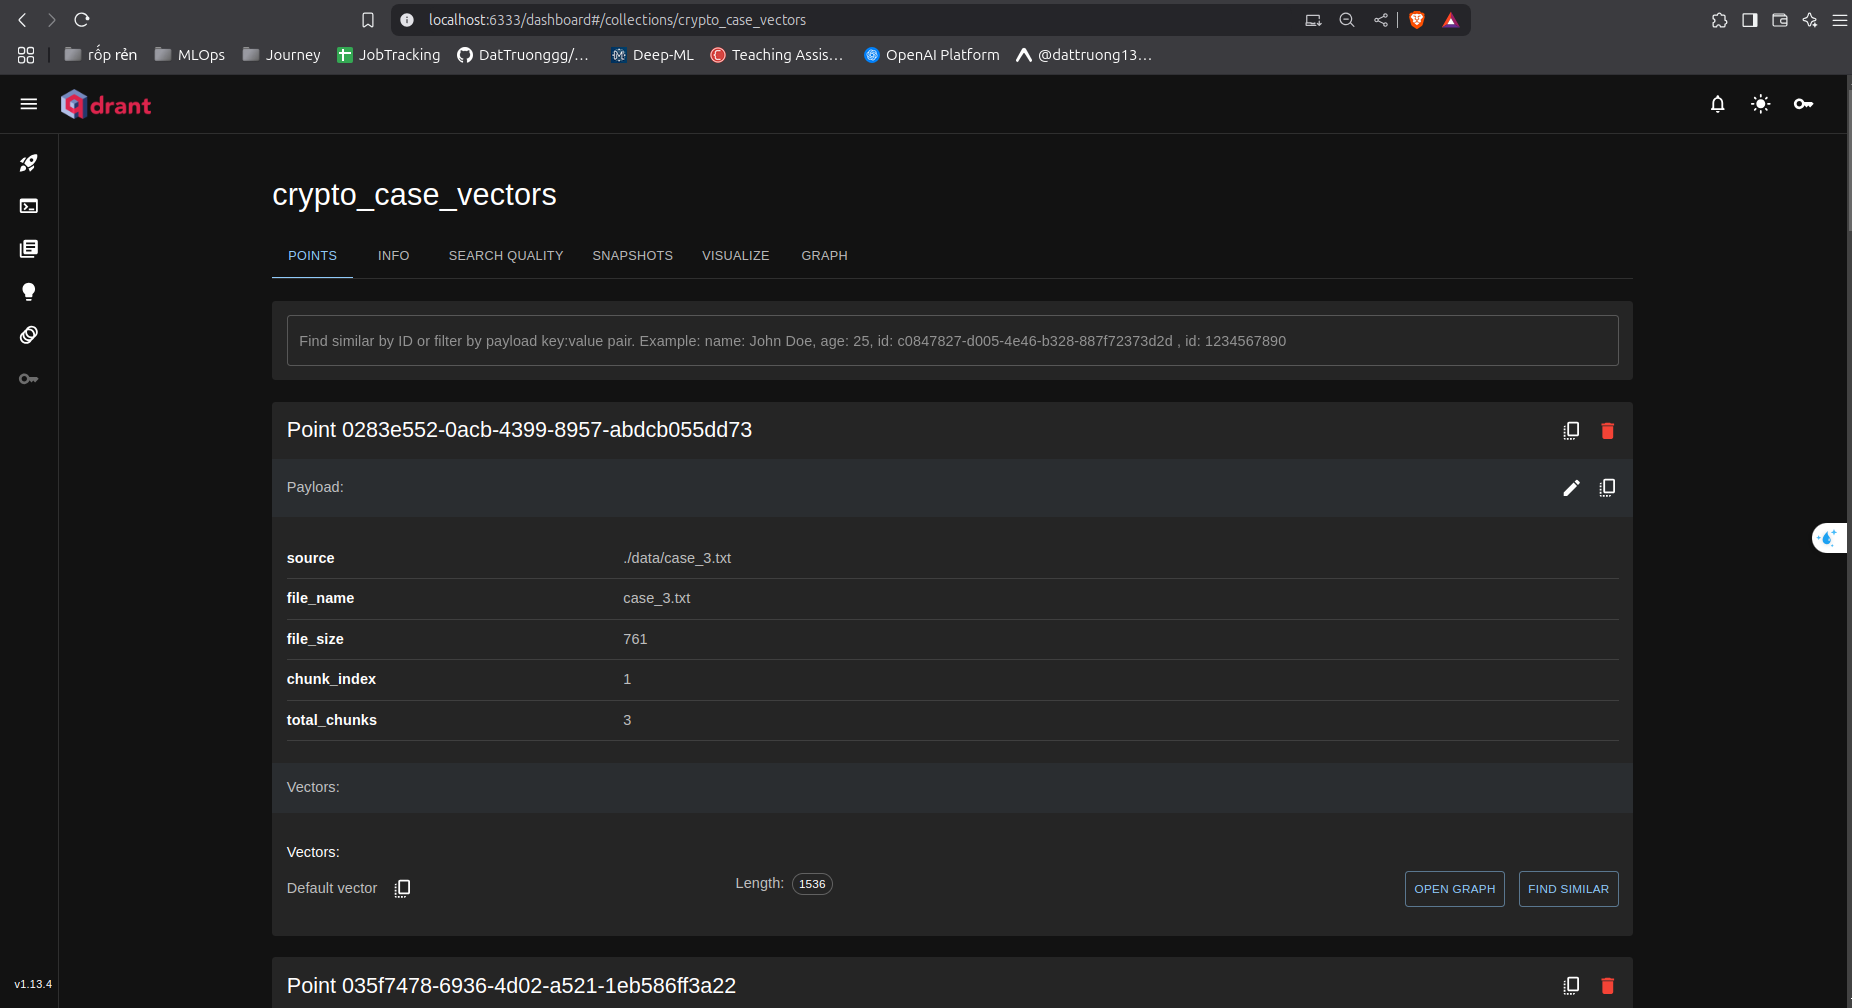 localhost:6333/dashboard#/collections/crypto_case_vectors
rốp rẻn MLOps Journey JobTracking DatTruonggg/... Deep-ML Teaching Assis... OpenAI Platform @dattruong13...
qdrant
crypto_case_vectors
POINTS INFO SEARCH QUALITY SNAPSHOTS VISUALIZE GRAPH
Find similar by ID or filter by payload key:value pair. Example: name: John Doe, age: 25, id: c0847827-d005-4e46-b328-887f72373d2d , id: 1234567890
Point 0283e552-0acb-4399-8957-abdcb055dd73
Payload:
source ./data/case_3.txt
file_name case_3.txt
file_size 761
chunk_index 1
total_chunks 3
Vectors:
Vectors:
Default vector Length: 1536 OPEN GRAPH FIND SIMILAR
Point 035f7478-6936-4d02-a521-1eb586ff3a22
v1.13.4